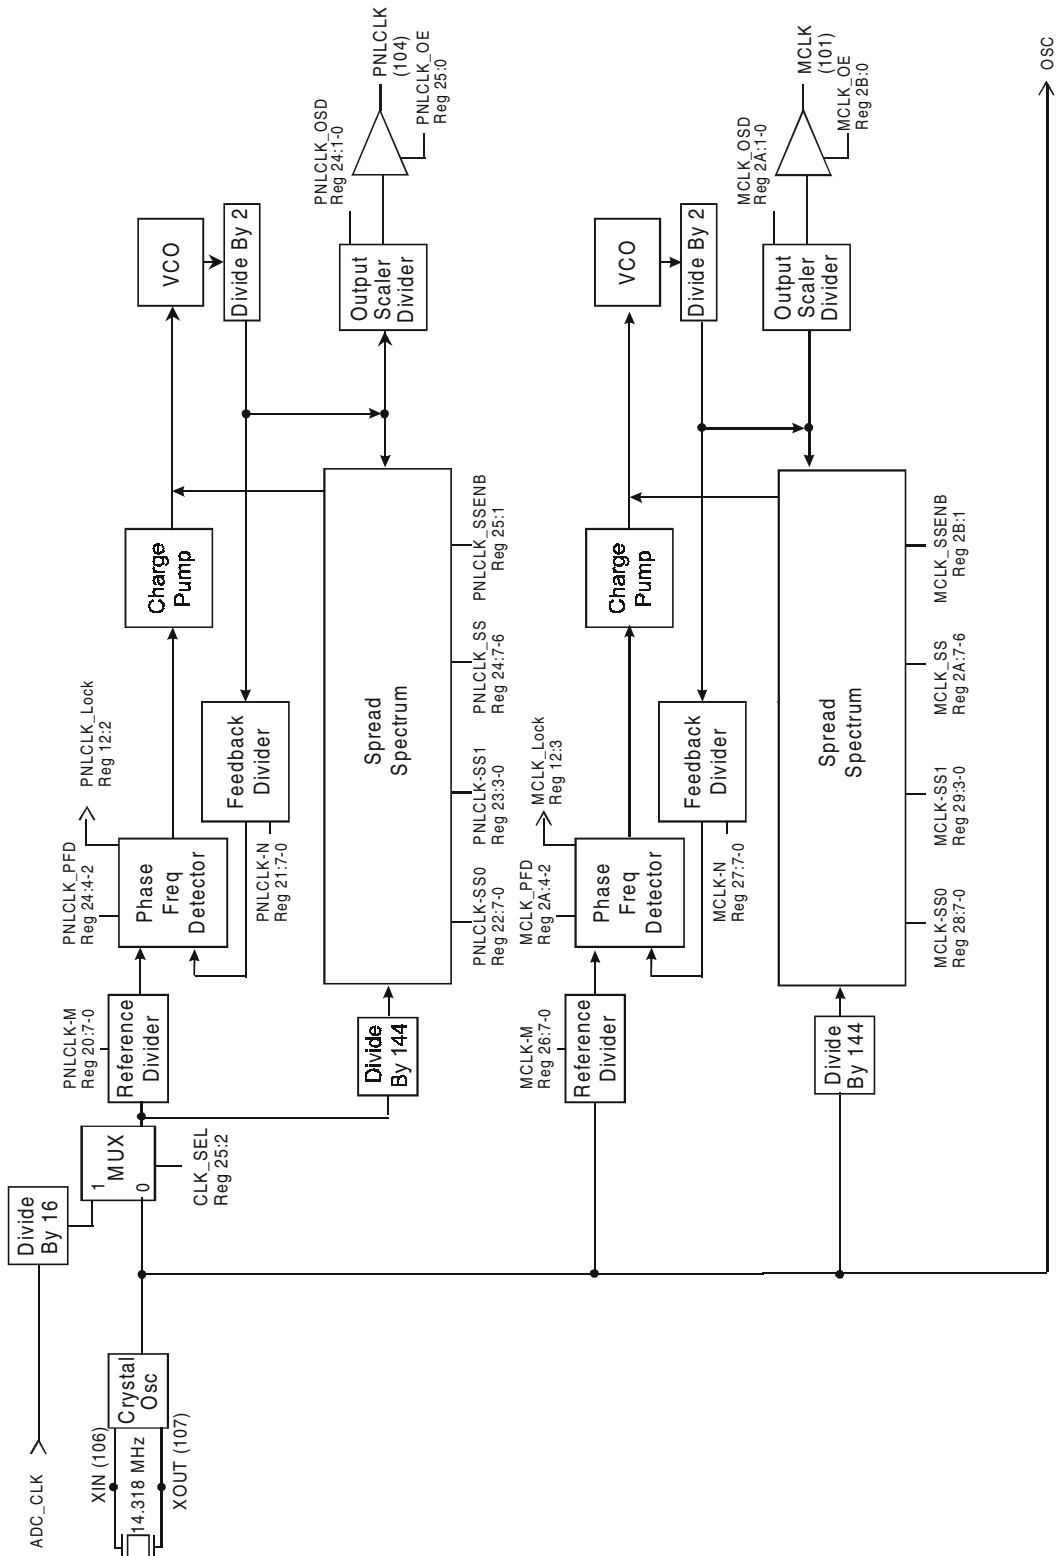 ADC_CLK
XIN (106)
14.318 MHz
XOUT (107)
Crystal
Osc
Divide
By 16
1
MUX
0
CLK_SEL
Reg 25:2
PNLCLK-M
Reg 20:7-0
Reference
Divider
PNLCLK_PFD
Reg 24:4-2
PNLCLK_Lock
Reg 12:2
Phase
Freq
Detector
Charge
Pump
VCO
Divide By 2
Feedback
Divider
PNLCLK-N
Reg 21:7-0
Divide
By 144
Spread
Spectrum
PNLCLK-SS0
Reg 22:7-0
PNLCLK-SS1
Reg 23:3-0
PNLCLK_SS
Reg 24:7-6
PNLCLK_SSENB
Reg 25:1
Output
Scaler
Divider
PNLCLK_OSD
Reg 24:1-0
PNLCLK
(104)
PNLCLK_OE
Reg 25:0
MCLK-M
Reg 26:7-0
Reference
Divider
MCLK_PFD
Reg 2A:4-2
MCLK_Lock
Reg 12:3
Phase
Freq
Detector
Charge
Pump
VCO
Divide By 2
Feedback
Divider
MCLK-N
Reg 27:7-0
Divide
By 144
Spread
Spectrum
MCLK-SS0
Reg 28:7-0
MCLK-SS1
Reg 29:3-0
MCLK_SS
Reg 2A:7-6
MCLK_SSENB
Reg 2B:1
Output
Scaler
Divider
MCLK_OSD
Reg 2A:1-0
MCLK
(101)
MCLK_OE
Reg 2B:0
OSC